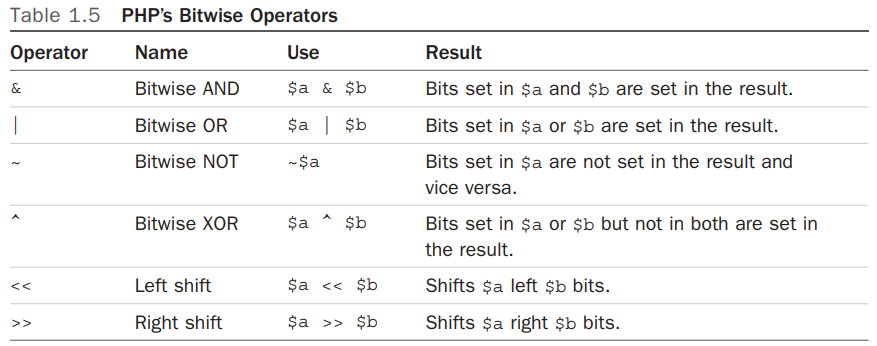 Table 1.5 PHP’s Bitwise Operators
Operator Name Use Result
& Bitwise AND $a & $b Bits set in $a and $b are set in the result.
| Bitwise OR $a | $b Bits set in $a or $b are set in the result.
~ Bitwise NOT ~$a Bits set in $a are not set in the result and
vice versa.
^ Bitwise XOR $a ^ $b Bits set in $a or $b but not in both are set in
the result.
<< Left shift $a << $b Shifts $a left $b bits.
>> Right shift $a >> $b Shifts $a right $b bits.